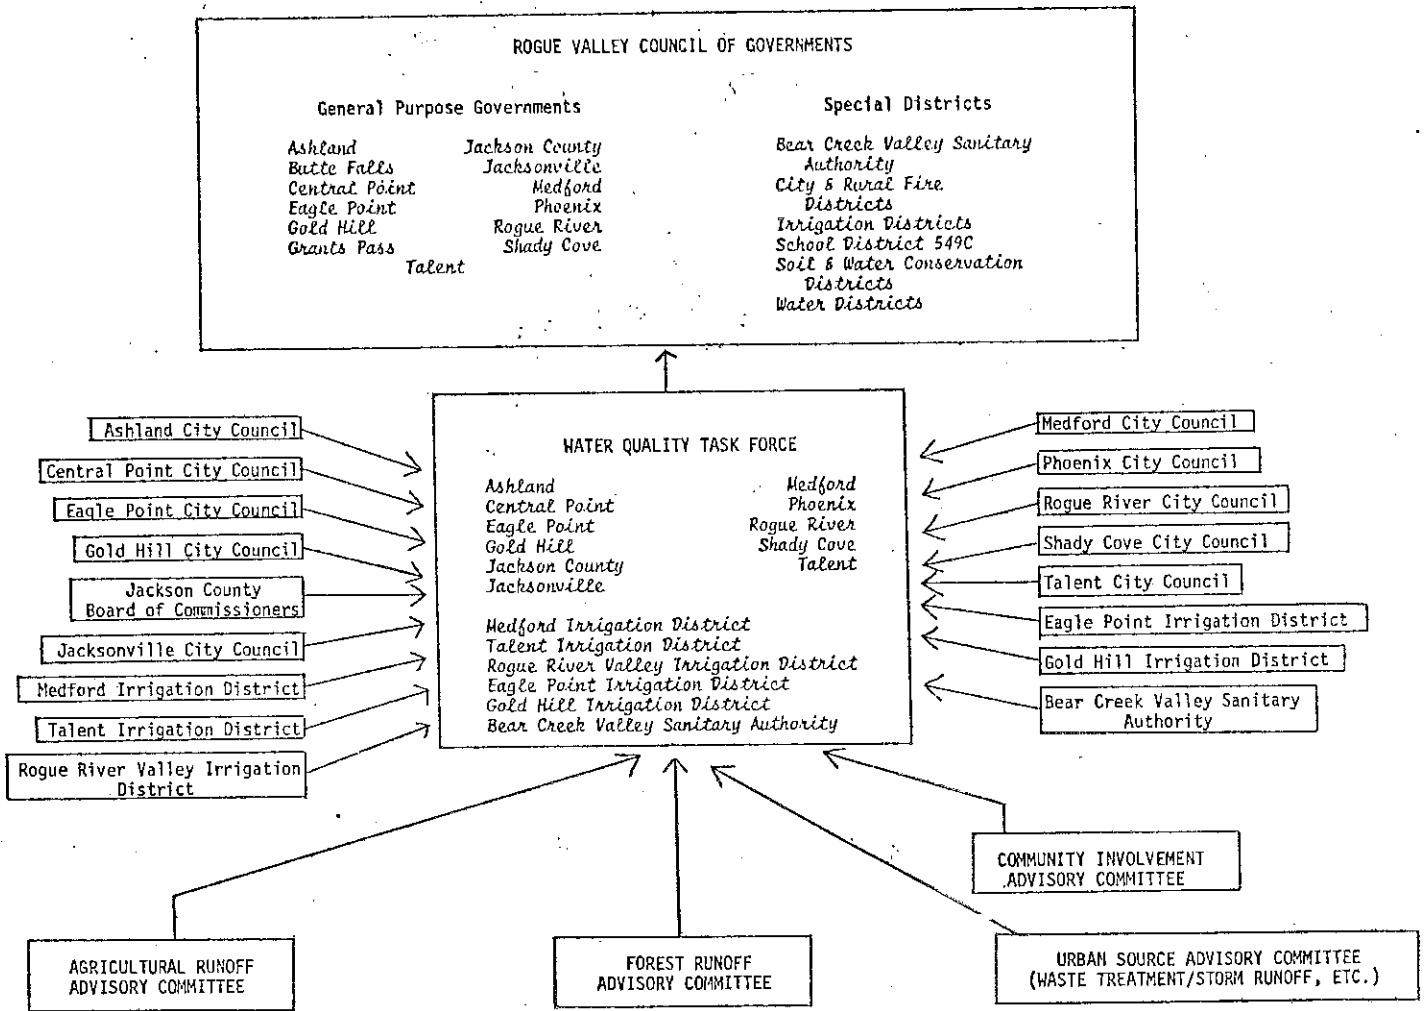 ROGUE VALLEY COUNCIL OF GOVERNMENTS
General Purpose Governments
Ashland
Butte Falls
Central Point
Eagle Point
Gold Hill
Grants Pass
Jackson County
Jacksonville
Medford
Phoenix
Rogue River
Shady Cove
Talent
Special Districts
Bear Creek Valley Sanitary
Authority
City & Rural Fire
Districts
Irrigation Districts
School District 549C
Soil & Water Conservation
Districts
Water Districts
Ashland City Council
Central Point City Council
Eagle Point City Council
Gold Hill City Council
Jackson County
Board of Commissioners
Jacksonville City Council
Medford Irrigation District
Talent Irrigation District
Rogue River Valley Irrigation
District
WATER QUALITY TASK FORCE
Ashland
Central Point
Eagle Point
Gold Hill
Jackson County
Jacksonville
Medford
Phoenix
Rogue River
Shady Cove
Talent
Medford Irrigation District
Talent Irrigation District
Rogue River Valley Irrigation District
Eagle Point Irrigation District
Gold Hill Irrigation District
Bear Creek Valley Sanitary Authority
Medford City Council
Phoenix City Council
Rogue River City Council
Shady Cove City Council
Talent City Council
Eagle Point Irrigation District
Gold Hill Irrigation District
Bear Creek Valley Sanitary
Authority
COMMUNITY INVOLVEMENT
ADVISORY COMMITTEE
AGRICULTURAL RUNOFF
ADVISORY COMMITTEE
FOREST RUNOFF
ADVISORY COMMITTEE
URBAN SOURCE ADVISORY COMMITTEE
(WASTE TREATMENT/STORM RUNOFF, ETC.)